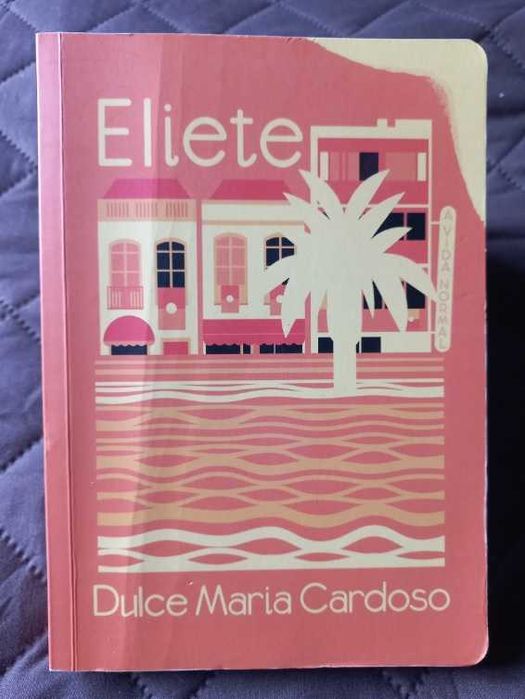 Eliete
A VIDA NORMAL
Dulce Maria Cardoso